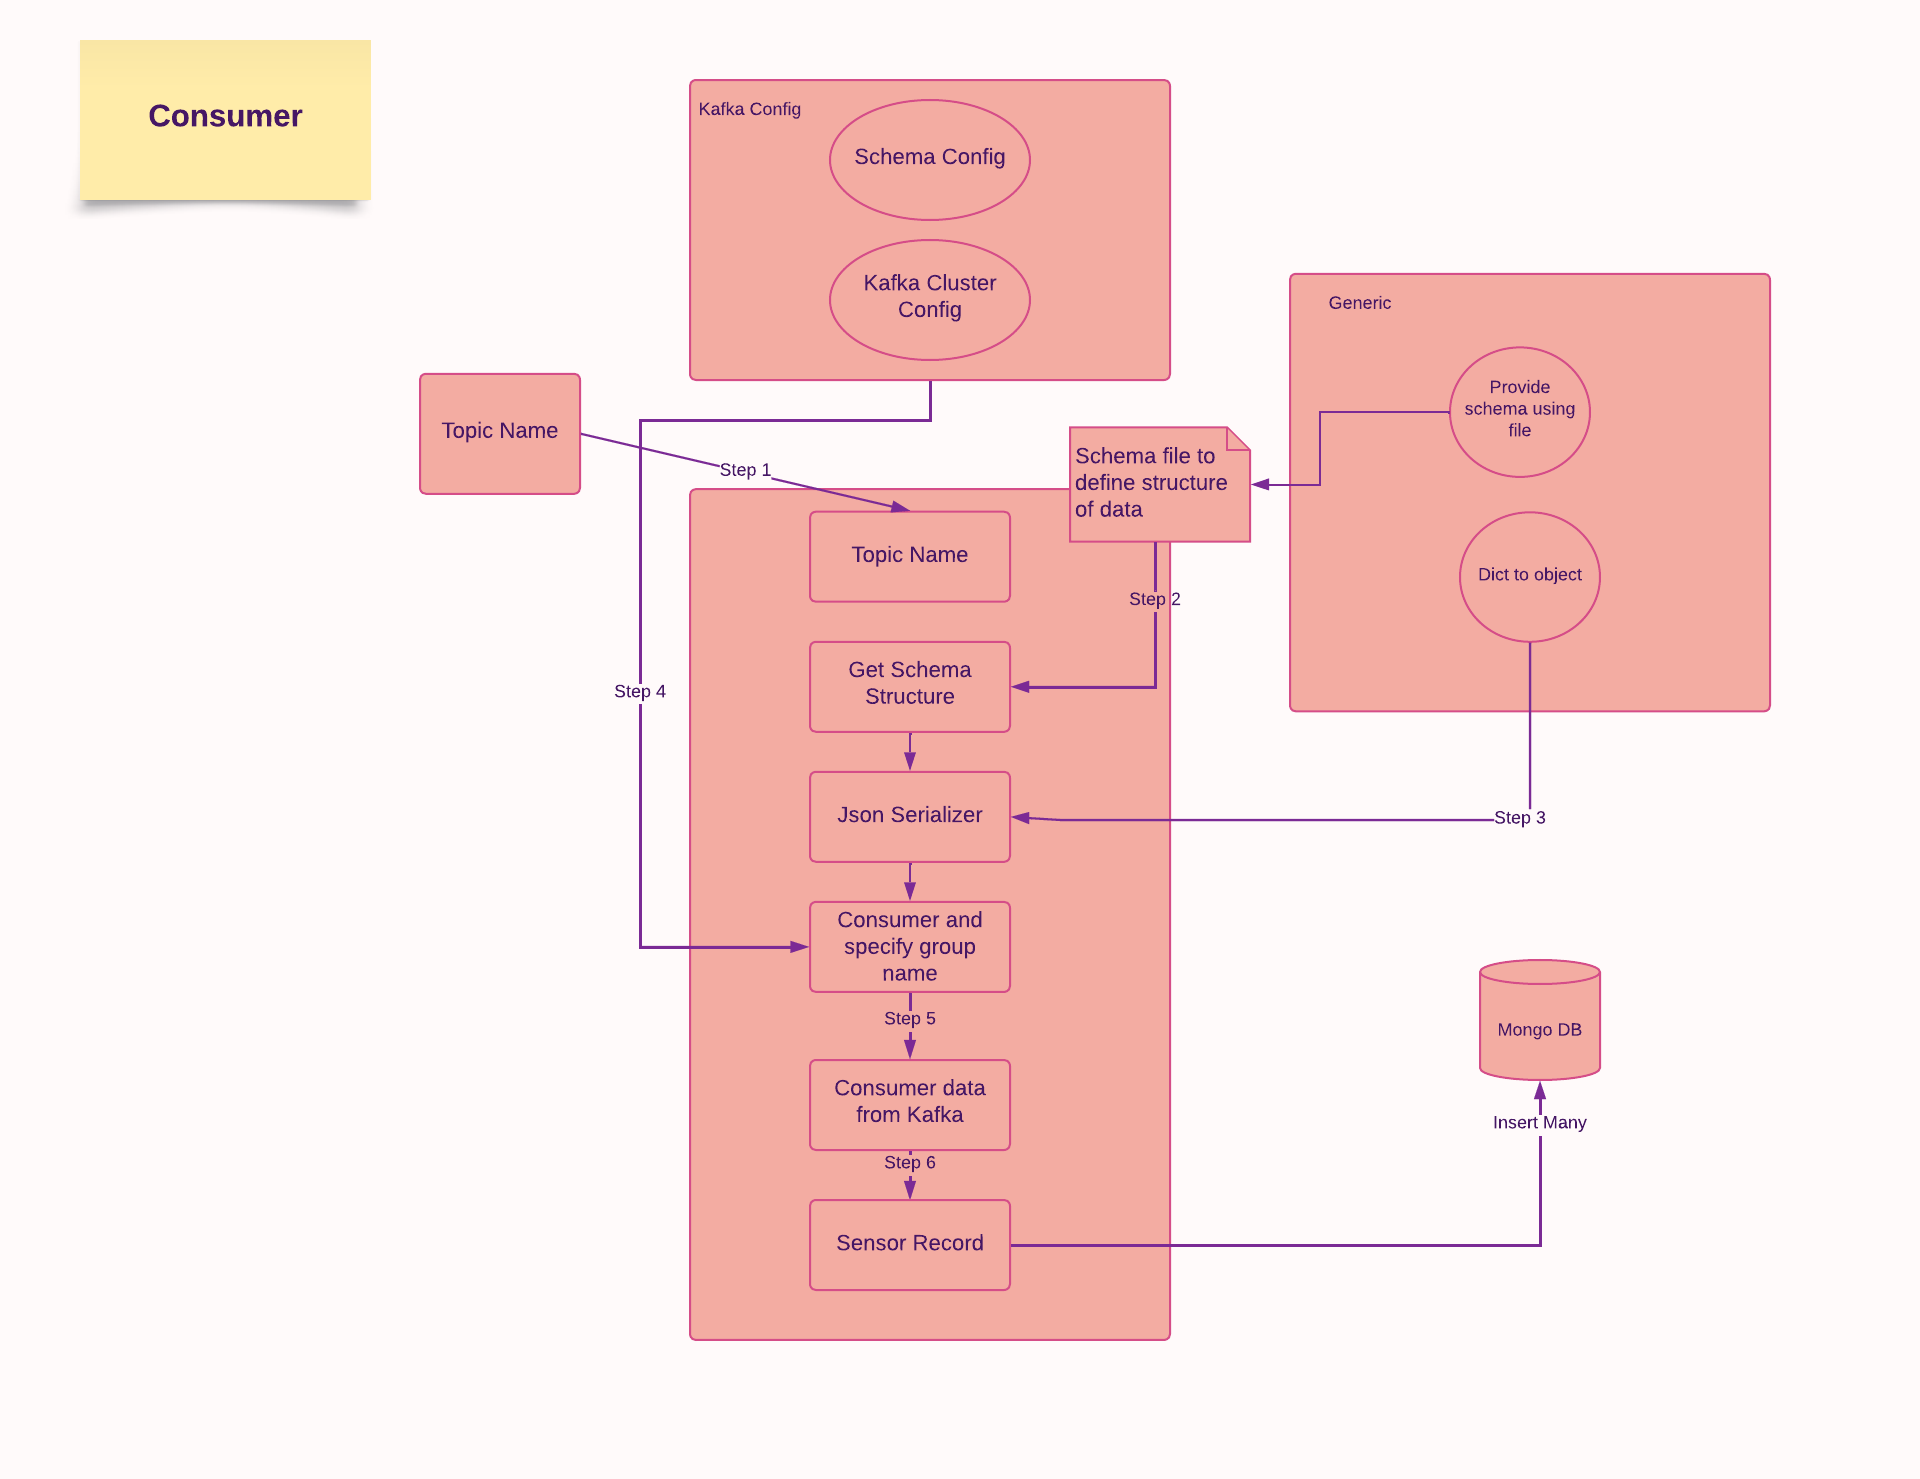 Consumer
Kafka Config
Schema Config
Kafka Cluster
Config
Generic
Provide
schema using
file
Topic Name
Step 1
Schema file to
define structure
of data
Topic Name
Dict to object
Step 2
Get Schema
Structure
Step 4
Json Serializer
Step 3
Consumer and
specify group
name
Step 5
Mongo DB
Consumer data
from Kafka
Insert Many
Step 6
Sensor Record